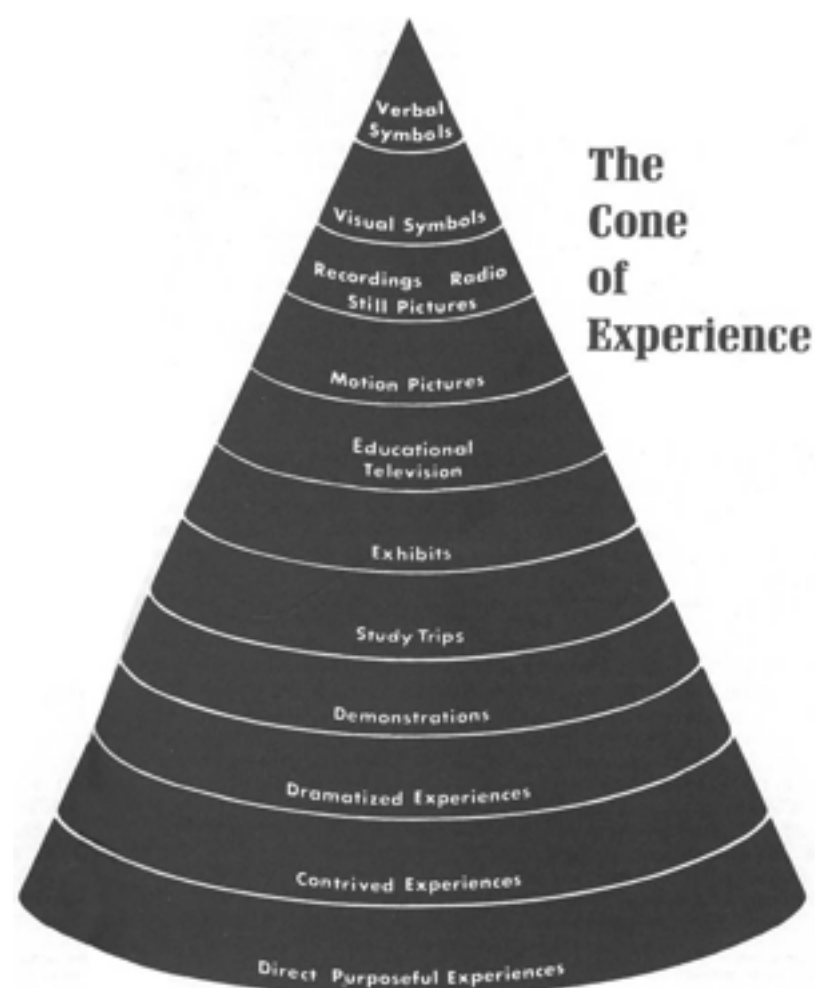 Verbal
Symbols
The
Cone
of
Experience
Visual Symbols
Recordings Radio
Still Pictures
Motion Pictures
Educational
Television
Exhibits
Study Trips
Demonstrations
Dramatized Experiences
Contrived Experiences
Direct Purposeful Experiences